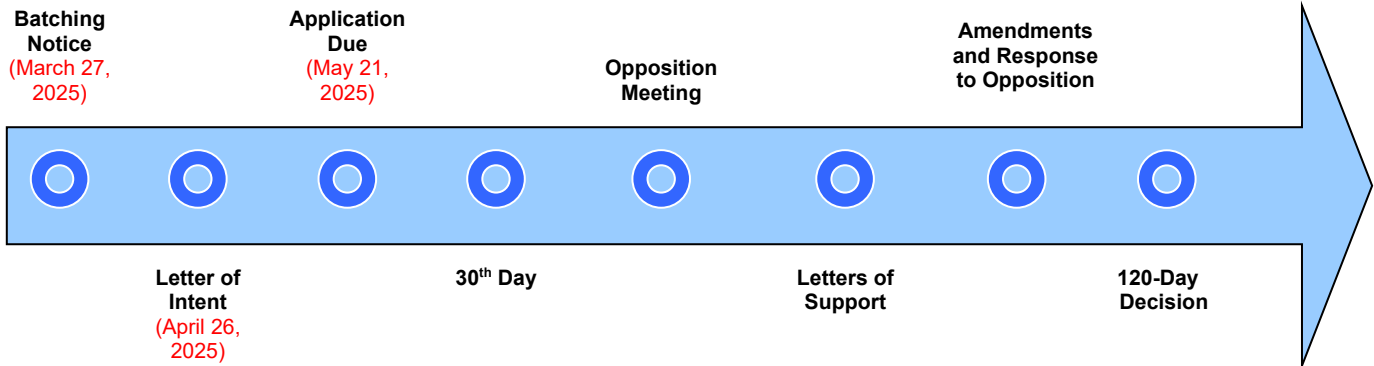 Batching
Notice
(March 27,
2025)
Letter of
Intent
(April 26,
2025)
Application
Due
(May 21,
2025)
30th Day
Opposition
Meeting
Letters of
Support
Amendments
and Response
to Opposition
120-Day
Decision